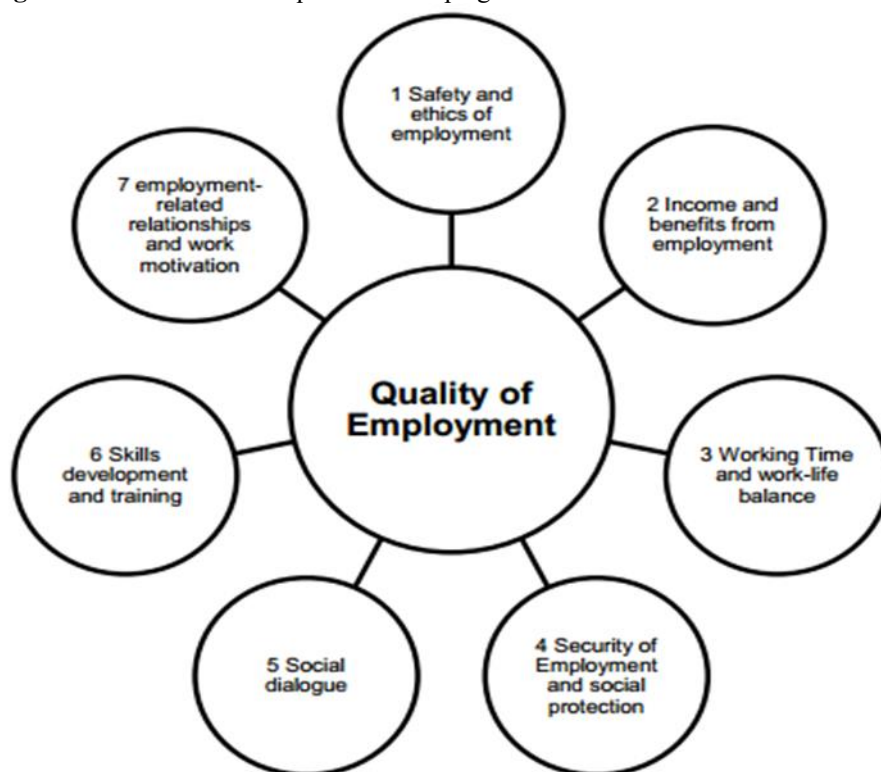 1 Safety and
ethics of
employment
2 Income and
benefits from
employment
3 Working Time
and work-life
balance
4 Security of
Employment
and social
protection
5 Social
dialogue
6 Skills
development
and training
7 employment-
related
relationships
and work
motivation
Quality of
Employment